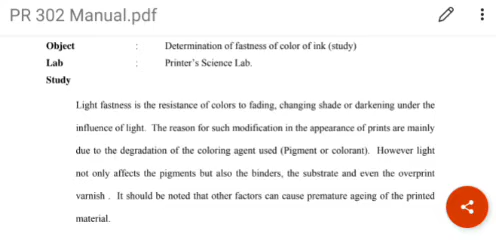 PR 302 Manual.pdf
Object : Determination of fastness of color of ink (study)
Lab : Printer's Science Lab.
Study
Light fastness is the resistance of colors to fading, changing shade or darkening under the
influence of light. The reason for such modification in the appearance of prints are mainly
due to the degradation of the coloring agent used (Pigment or colorant). However light
not only affects the pigments but also the binders, the substrate and even the overprint
varnish . It should be noted that other factors can cause premature ageing of the printed
material.